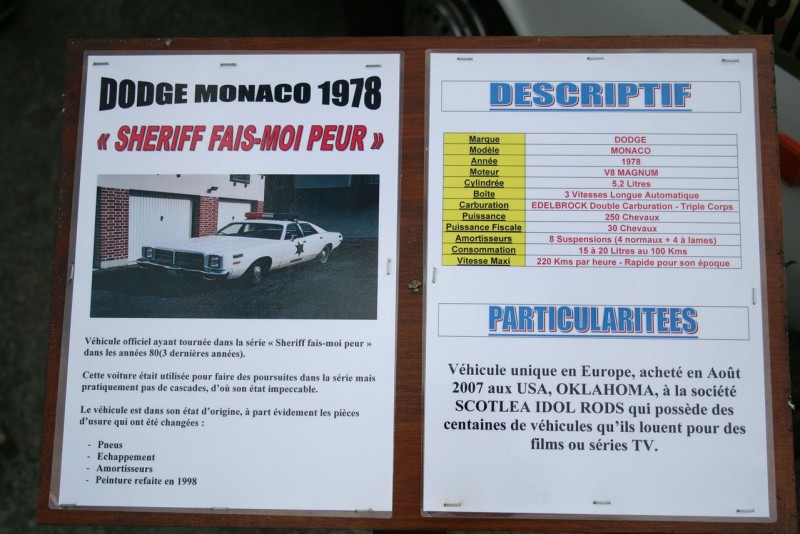 DODGE MONACO 1978
« SHERIFF FAIS-MOI PEUR »
Véhicule officiel ayant tournée dans la série « Sheriff fais-moi peur »
dans les années 80(3 dernières années).
Cette voiture était utilisée pour faire des poursuites dans la série mais
pratiquement pas de cascades, d'où son état impeccable.
Le véhicule est dans son état d'origine, à part évidement les pièces
d'usure qui ont été changées :
- Pneus
- Echappement
- Amortisseurs
- Peinture refaite en 1998
DESCRIPTIF
Marque DODGE
Modèle MONACO
Année 1978
Moteur V8 MAGNUM
Cylindrée 5,2 Litres
Boîte 3 Vitesses Longue Automatique
Carburation EDELBROCK Double Carburation - Triple Corps
Puissance 250 Chevaux
Puissance Fiscale 30 Chevaux
Amortisseurs 8 Suspensions (4 normaux + 4 à lames)
Consommation 15 à 20 Litres au 100 Kms
Vitesse Maxi 220 Kms par heure - Rapide pour son époque
PARTICULARITEES
Véhicule unique en Europe, acheté en Août
2007 aux USA, OKLAHOMA, à la société
SCOTLEA IDOL RODS qui possède des
centaines de véhicules qu'ils louent pour des
films ou séries TV.